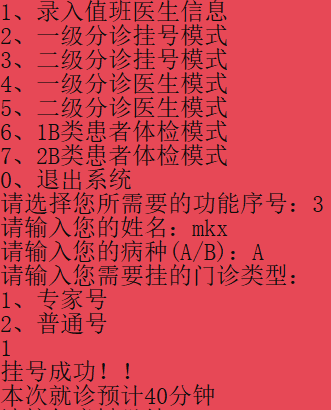 1、录入值班医生信息
2、一级分诊挂号模式
3、二级分诊挂号模式
4、一级分诊医生模式
5、二级分诊医生模式
6、1B类患者体检模式
7、2B类患者体检模式
0、退出系统
请选择您所需要的功能序号：3
请输入您的姓名：mkx
请输入您的病种(A/B)：A
请输入您需要挂的门诊类型：
1、专家号
2、普通号
1
挂号成功！！
本次就诊预计40分钟